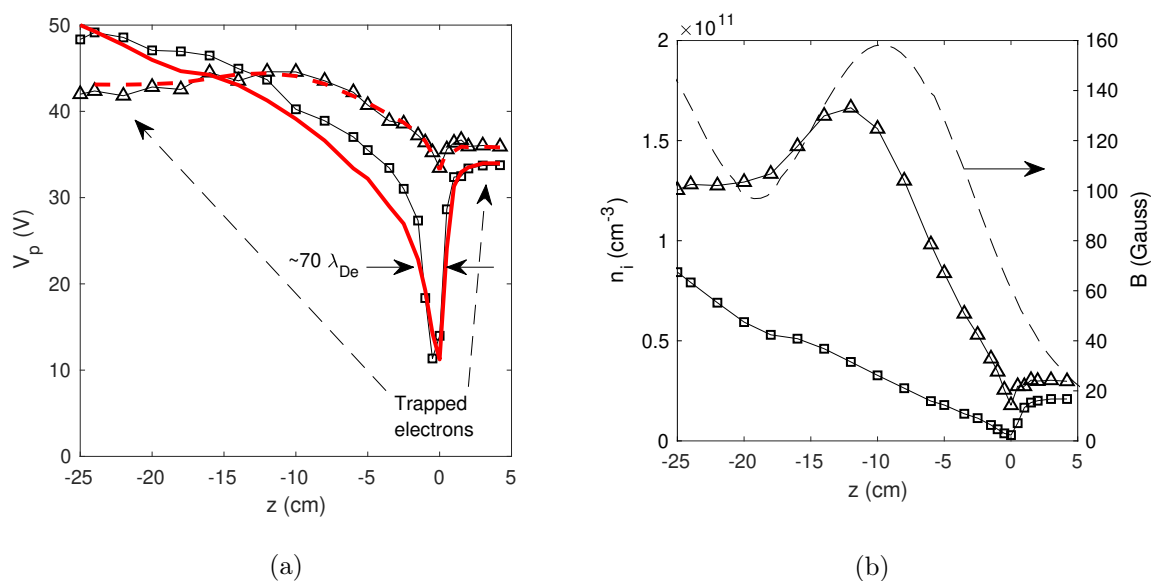 50
40
30
20
10
0
-25 -20 -15 -10 -5 0 5
V_p (V)
z (cm)
~70 λ_De
Trapped
electrons
(a)
× 10^11
2
1.5
1
0.5
0
-25 -20 -15 -10 -5 0 5
160
140
120
100
80
60
40
20
0
n_i (cm^-3)
B (Gauss)
z (cm)
(b)